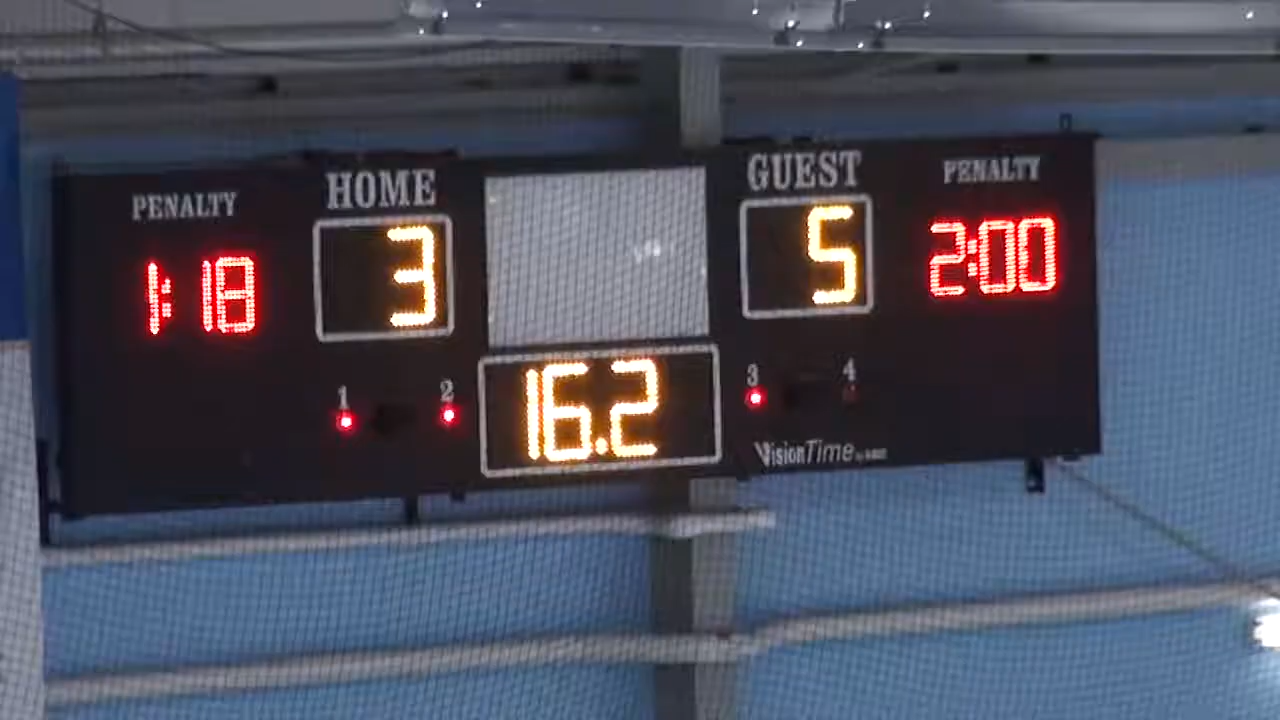 PENALTY HOME GUEST PENALTY
1:18 3 5 2:00
1 2 3 4
16.2
VisionTime